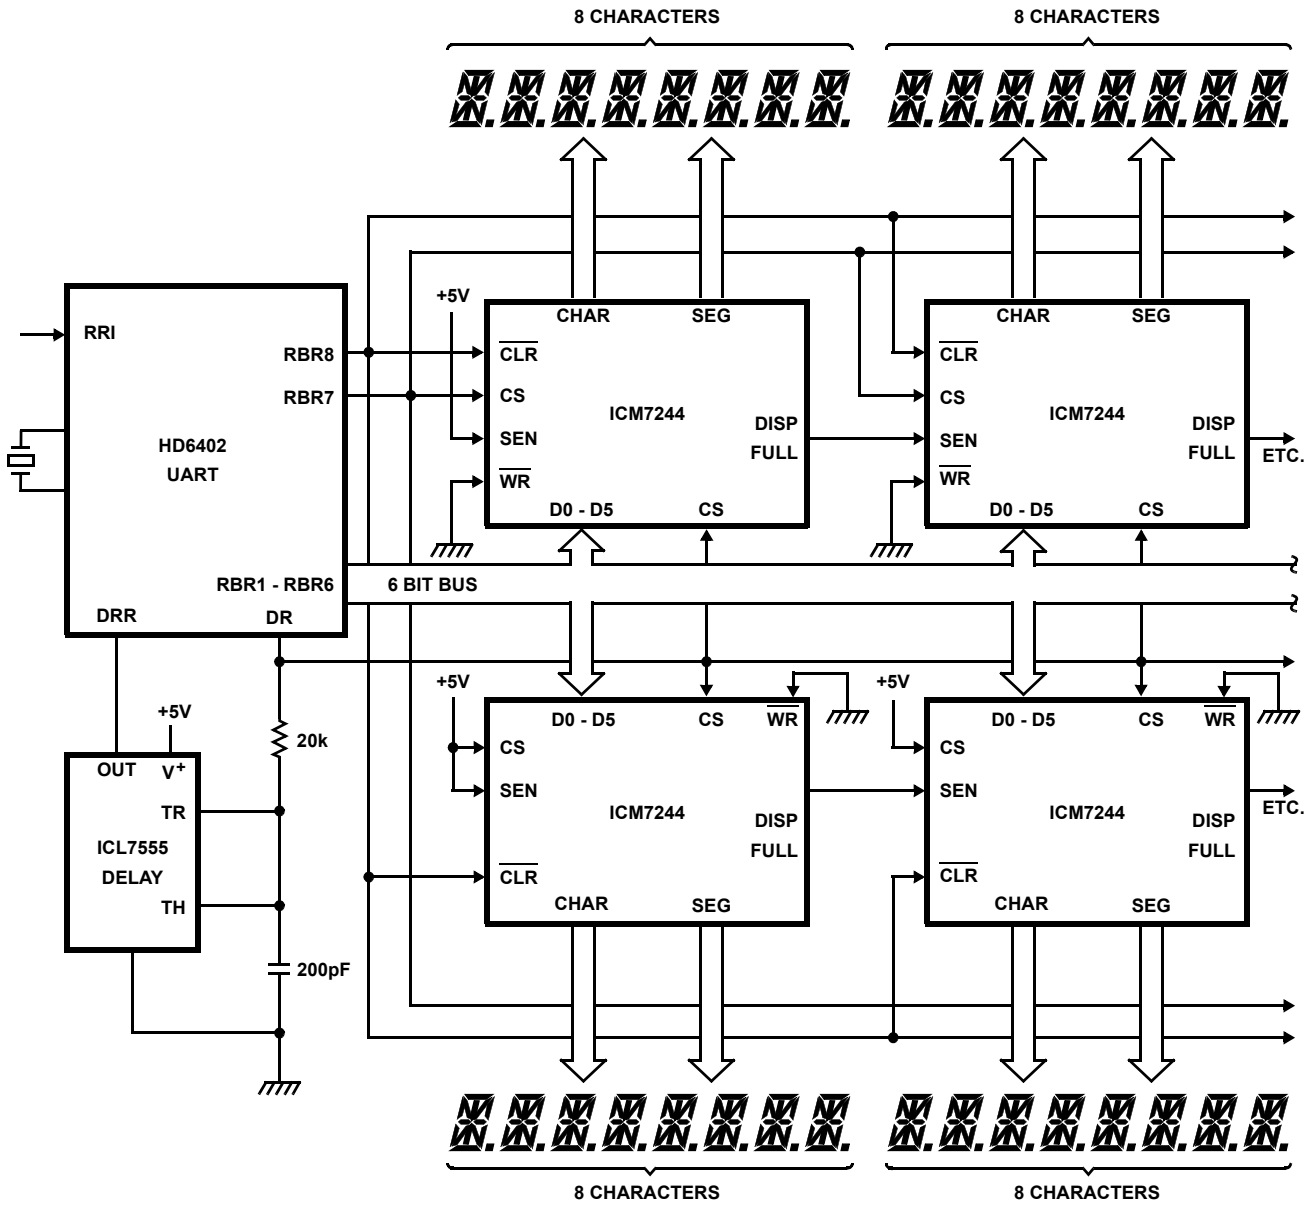 8 CHARACTERS
8 CHARACTERS
+5V
CHAR SEG
CLR
CS
SEN
WR
ICM7244
DISP
FULL
D0 - D5 CS
CHAR SEG
CLR
CS
SEN
WR
ICM7244
DISP
FULL
ETC.
D0 - D5 CS
RRI
RBR8
RBR7
HD6402
UART
RBR1 - RBR6
DRR DR
6 BIT BUS
+5V
20k
OUT V+
TR
ICL7555
DELAY
TH
200pF
+5V
D0 - D5 CS WR
CS
SEN
ICM7244
DISP
FULL
CLR
CHAR SEG
+5V
D0 - D5 CS WR
CS
SEN
ICM7244
DISP
FULL
ETC.
CLR
CHAR SEG
8 CHARACTERS
8 CHARACTERS